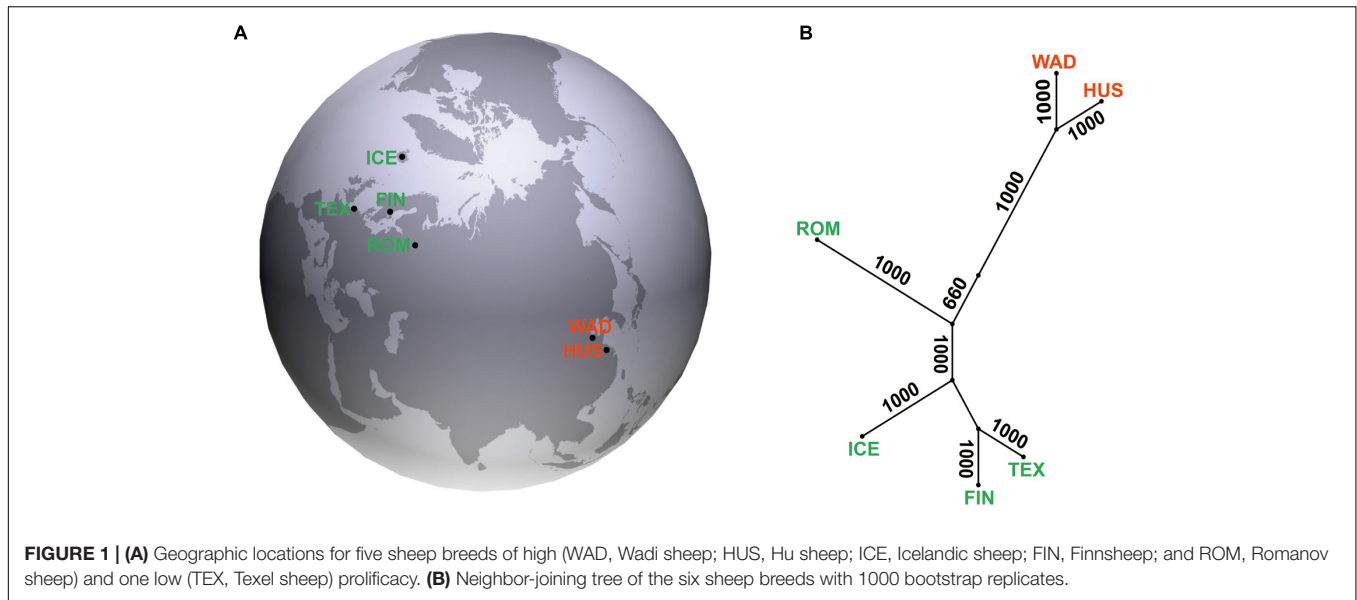 A
ICE
FIN
TEX
ROM
WAD
HUS
B
WAD
HUS
1000
1000
1000
ROM
1000
660
1000
1000
ICE
1000
1000
TEX
FIN
FIGURE 1 | (A) Geographic locations for five sheep breeds of high (WAD, Wadi sheep; HUS, Hu sheep; ICE, Icelandic sheep; FIN, Finnsheep; and ROM, Romanov
sheep) and one low (TEX, Texel sheep) prolificacy. (B) Neighbor-joining tree of the six sheep breeds with 1000 bootstrap replicates.